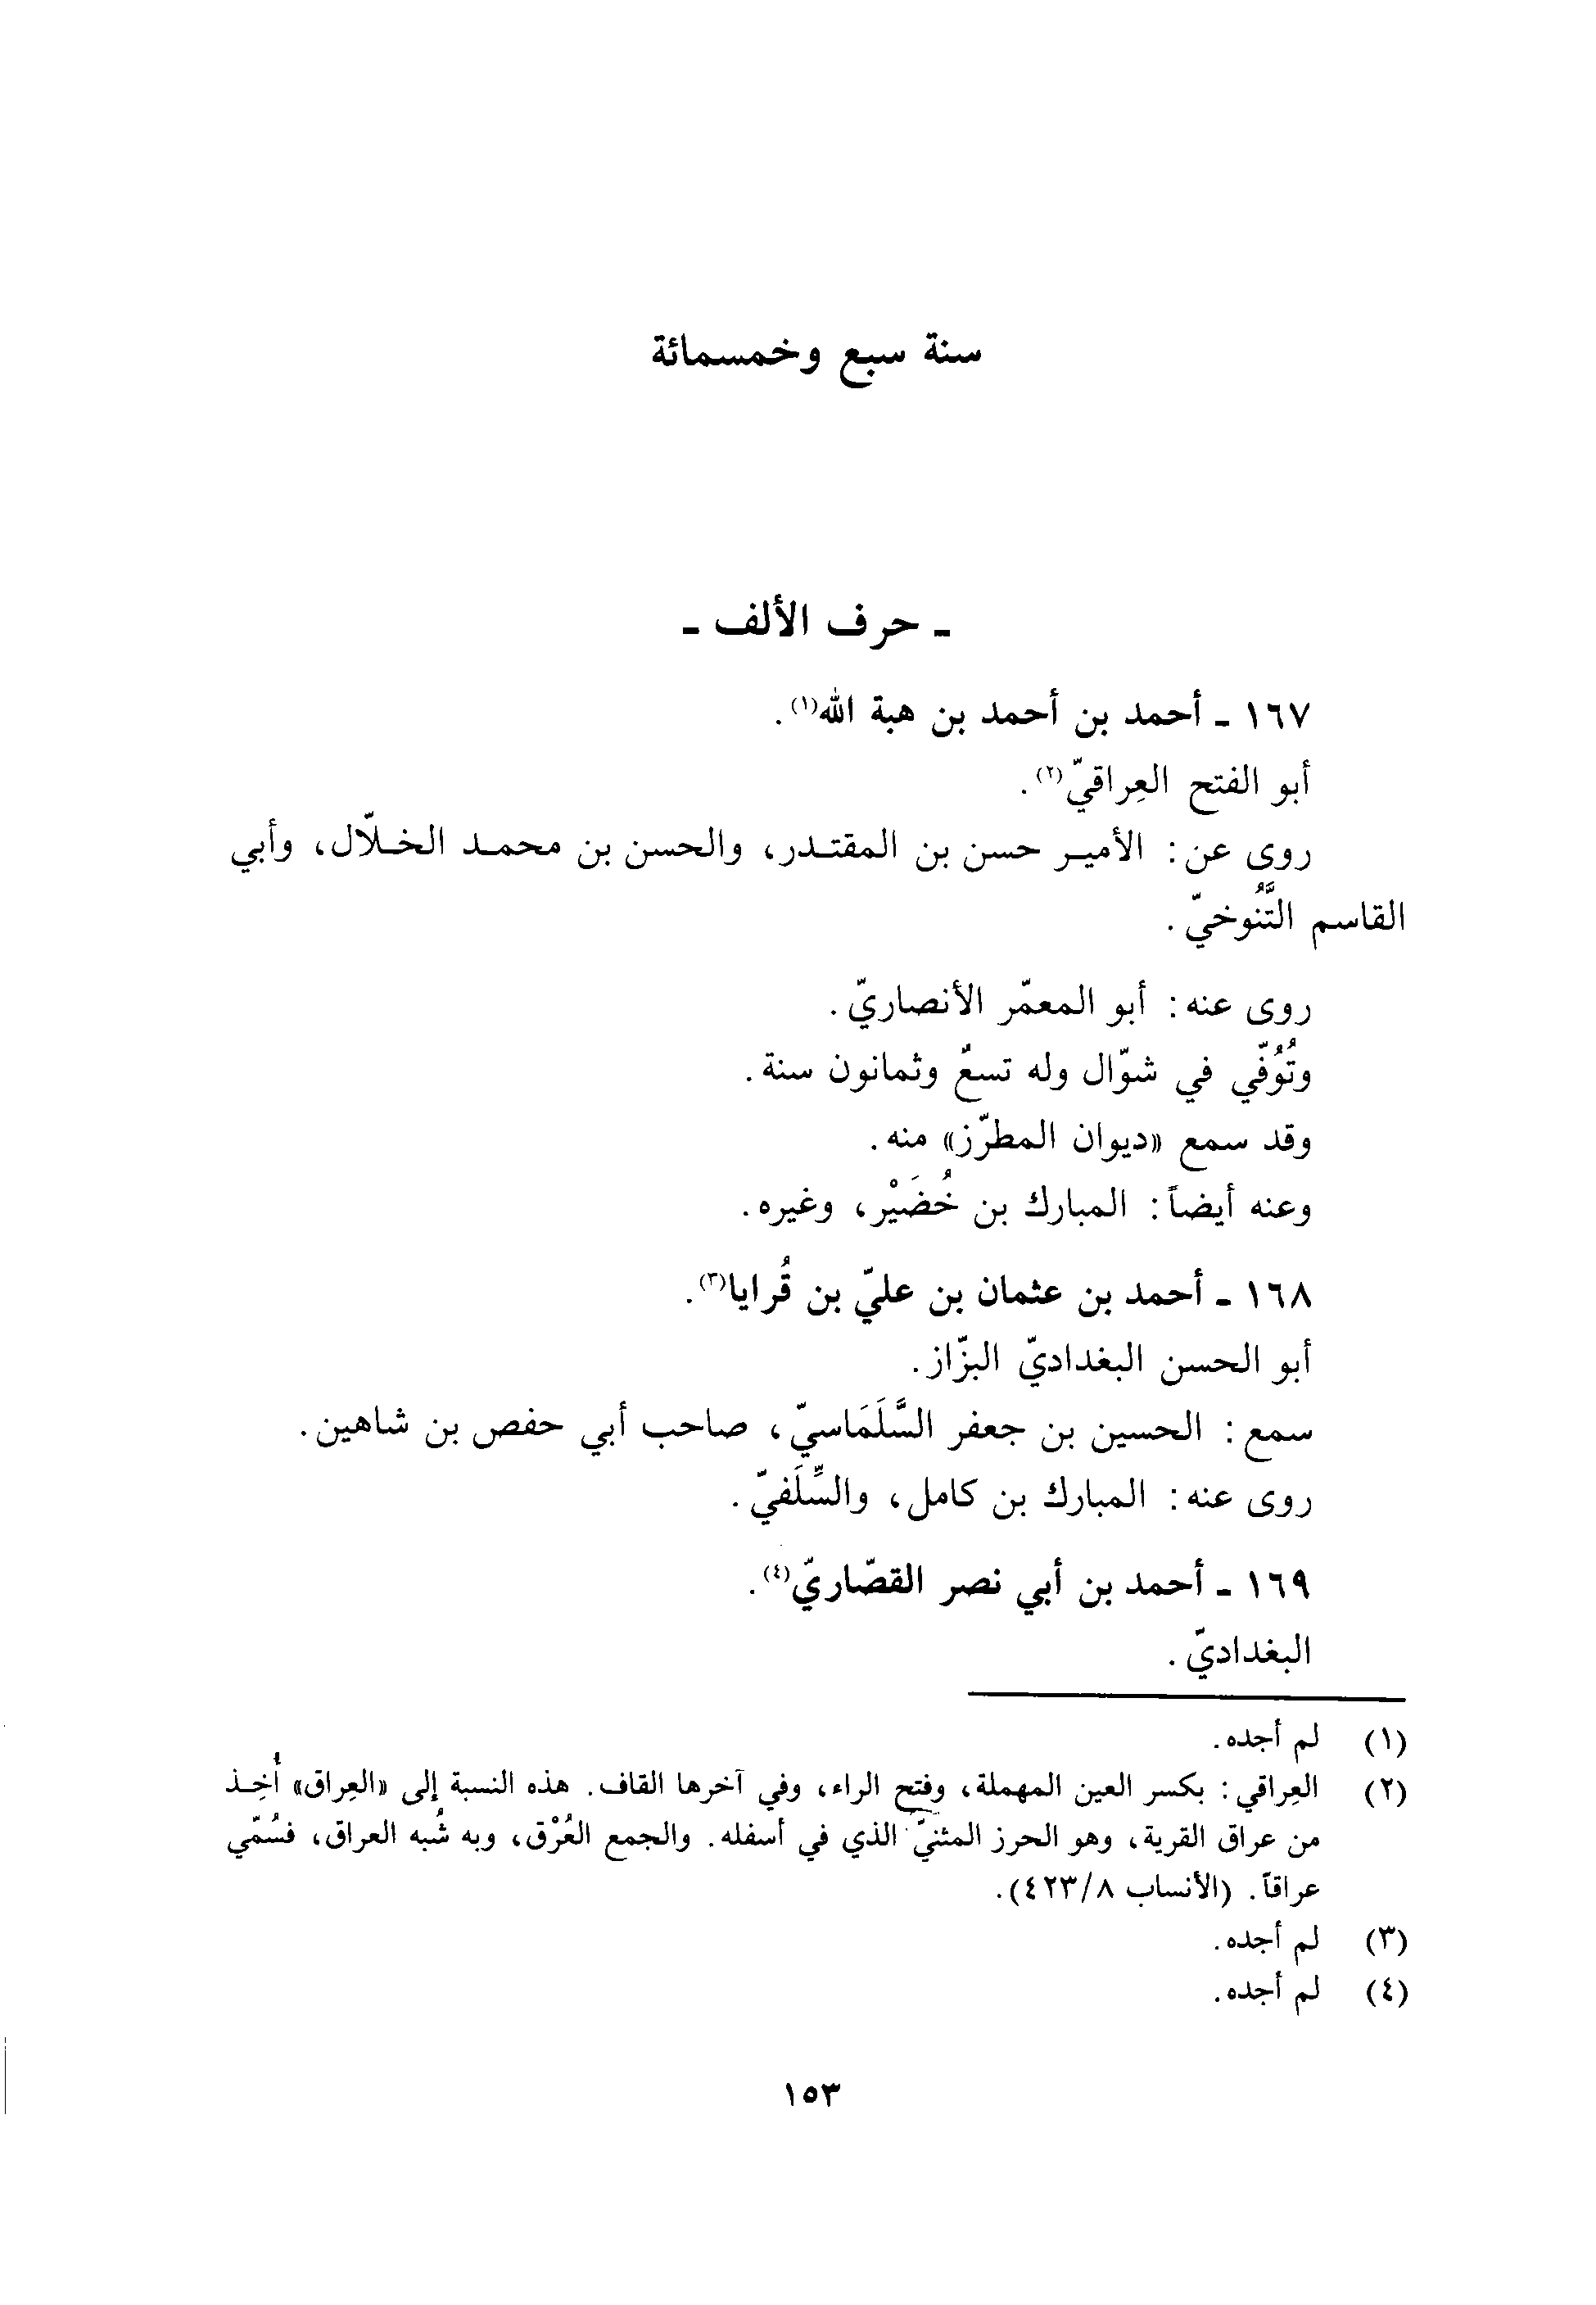 سنة سبع وخمسمائة
ـ حرف الألف ـ
١٦٧ ـ أحمد بن أحمد بن هبة الله(١).
أبو الفتح العِراقيّ(٢).
روى عن: الأمير حسن بن المقتدر، والحسن بن محمد الخلّال، وأبي
القاسم التَّنُوخيّ.
روى عنه: أبو المعمّر الأنصاريّ.
وتُوُفّي في شوّال وله تسعٌ وثمانون سنة.
وقد سمع «ديوان المطرّز» منه.
وعنه أيضاً: المبارك بن خُضَيْر، وغيره.
١٦٨ ـ أحمد بن عثمان بن عليّ بن قُرايا(٣).
أبو الحسن البغداديّ البزّاز.
سمع: الحسين بن جعفر السَّلَمَاسيّ، صاحب أبي حفص بن شاهين.
روى عنه: المبارك بن كامل، والسِّلَفيّ.
١٦٩ ـ أحمد بن أبي نصر القصّاريّ(٤).
البغداديّ.
(١) لم أجده.
(٢) العِراقي: بكسر العين المهملة، وفتح الراء، وفي آخرها القاف. هذه النسبة إلى «العِراق» أُخِذ
من عراق القربة، وهو الحرز المثنيّ الذي في أسفله. والجمع العُرْق، وبه شُبه العراق، فسُمّي
عراقاً. (الأنساب ٤٢٣/٨).
(٣) لم أجده.
(٤) لم أجده.
١٥٣